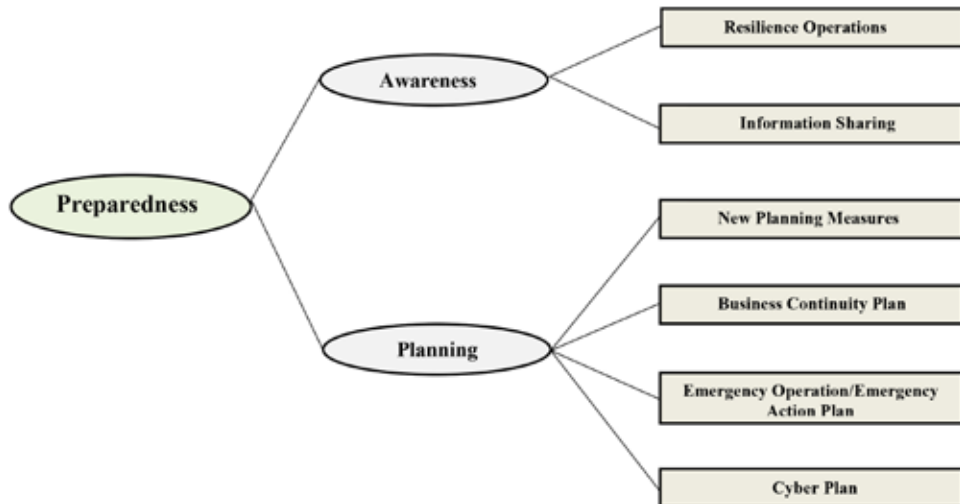 Resilience Operations
Awareness
Information Sharing
Preparedness
New Planning Measures
Business Continuity Plan
Planning
Emergency Operation/Emergency
Action Plan
Cyber Plan